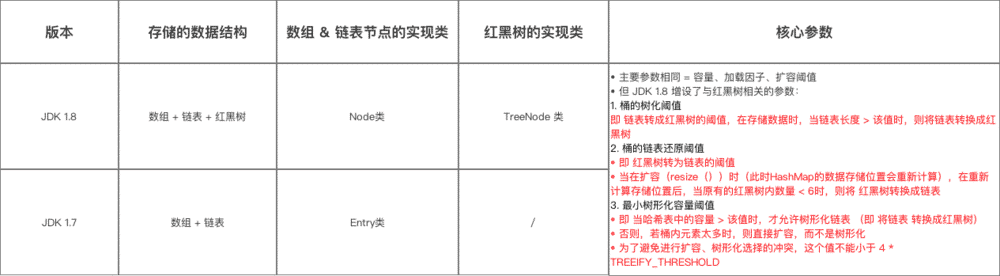 版本
存储的数据结构
数组 & 链表节点的实现类
红黑树的实现类
核心参数
JDK 1.8
数组 + 链表 + 红黑树
Node类
TreeNode 类
JDK 1.7
数组 + 链表
Entry类
/
• 主要参数相同 = 容量、加载因子、扩容阈值
• 但 JDK 1.8 增设了与红黑树相关的参数:
1. 桶的树化阈值
即 链表转成红黑树的阈值，在存储数据时，当链表长度 > 该值时，则将链表转换成红
黑树
2. 桶的链表还原阈值
• 即 红黑树转为链表的阈值
• 当在扩容（resize（））时（此时HashMap的数据存储位置会重新计算），在重新
计算存储位置后，当原有的红黑树内数量 < 6时，则将 红黑树转换成链表
3. 最小树形化容量阈值
• 即 当哈希表中的容量 > 该值时，才允许树形化链表 （即 将链表 转换成红黑树）
• 否则，若桶内元素太多时，则直接扩容，而不是树形化
• 为了避免进行扩容、树形化选择的冲突，这个值不能小于 4 *
TREEIFY_THRESHOLD